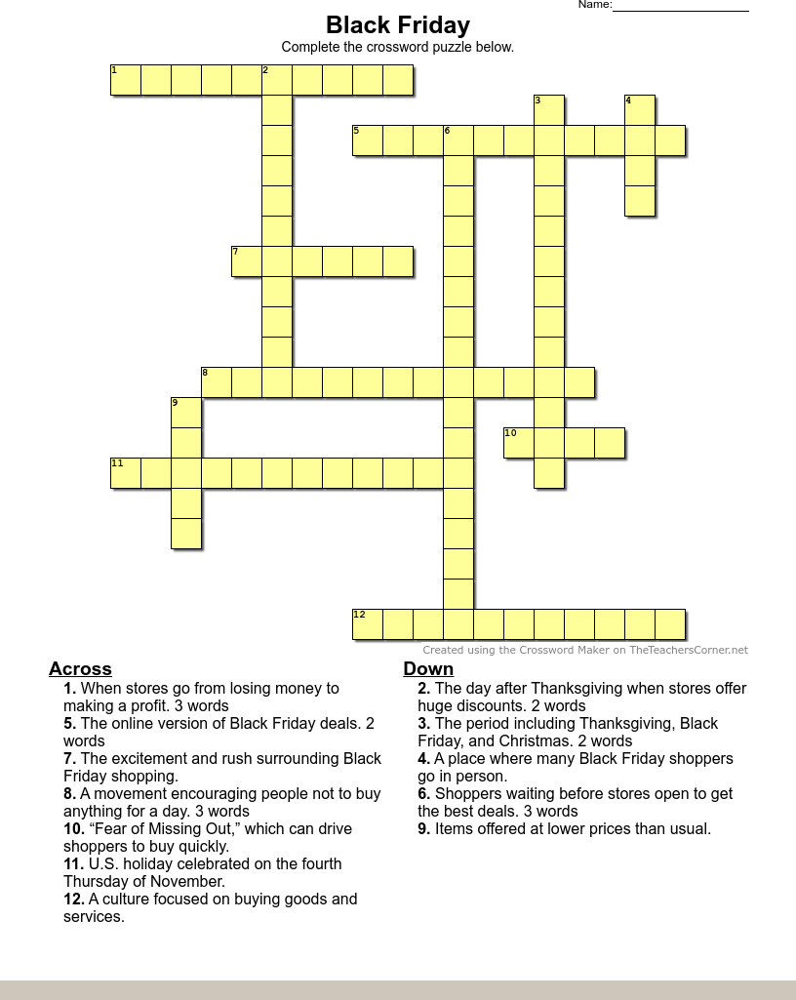 Name:
Black Friday
Complete the crossword puzzle below.
1 2
3 4
5 6
7
8
9
10
11
12
Created using the Crossword Maker on TheTeachersCorner.net
Across
1. When stores go from losing money to
making a profit. 3 words
5. The online version of Black Friday deals. 2
words
7. The excitement and rush surrounding Black
Friday shopping.
8. A movement encouraging people not to buy
anything for a day. 3 words
10. “Fear of Missing Out,” which can drive
shoppers to buy quickly.
11. U.S. holiday celebrated on the fourth
Thursday of November.
12. A culture focused on buying goods and
services.
Down
2. The day after Thanksgiving when stores offer
huge discounts. 2 words
3. The period including Thanksgiving, Black
Friday, and Christmas. 2 words
4. A place where many Black Friday shoppers
go in person.
6. Shoppers waiting before stores open to get
the best deals. 3 words
9. Items offered at lower prices than usual.